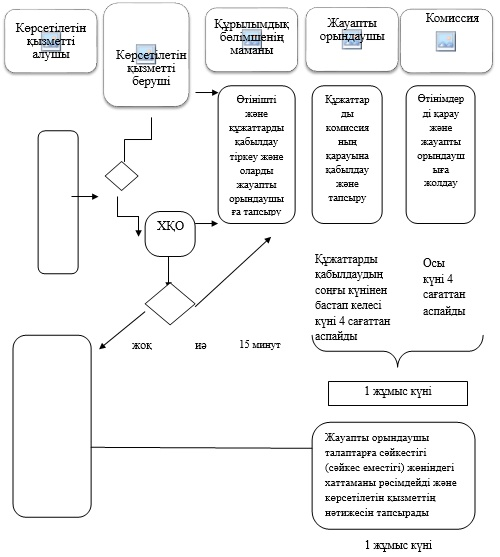 Көрсетілетін
қызметті
алушы
Көрсетілетін
қызметті
беруші
Құрылымдық
бөлімшенің
маманы
Жауапты
орындаушы
Комиссия
Өтінішті
және
құжаттарды
қабылдау
тіркеу және
оларды
жауапты
орындаушы
ға тапсыру
Құжаттар
ды
комиссия
ның
қарауына
қабылдау
және
тапсыру
Өтінімдер
ді қарау
және
жауапты
орындауш
ыға
жолдау
ХҚО
Құжаттарды
қабылдаудың
соңғы күнінен
бастап келесі
күні 4 сағаттан
аспайды
Осы
күні 4
сағаттан
аспайды
жоқ иә 15 минут
1 жұмыс күні
Жауапты орындаушы
талаптарға сәйкестігі
(сәйкес еместігі) жөніндегі
хаттаманы рәсімдейді және
көрсетілетін қызметтің
нәтижесін тапсырады
1 жұмыс күні